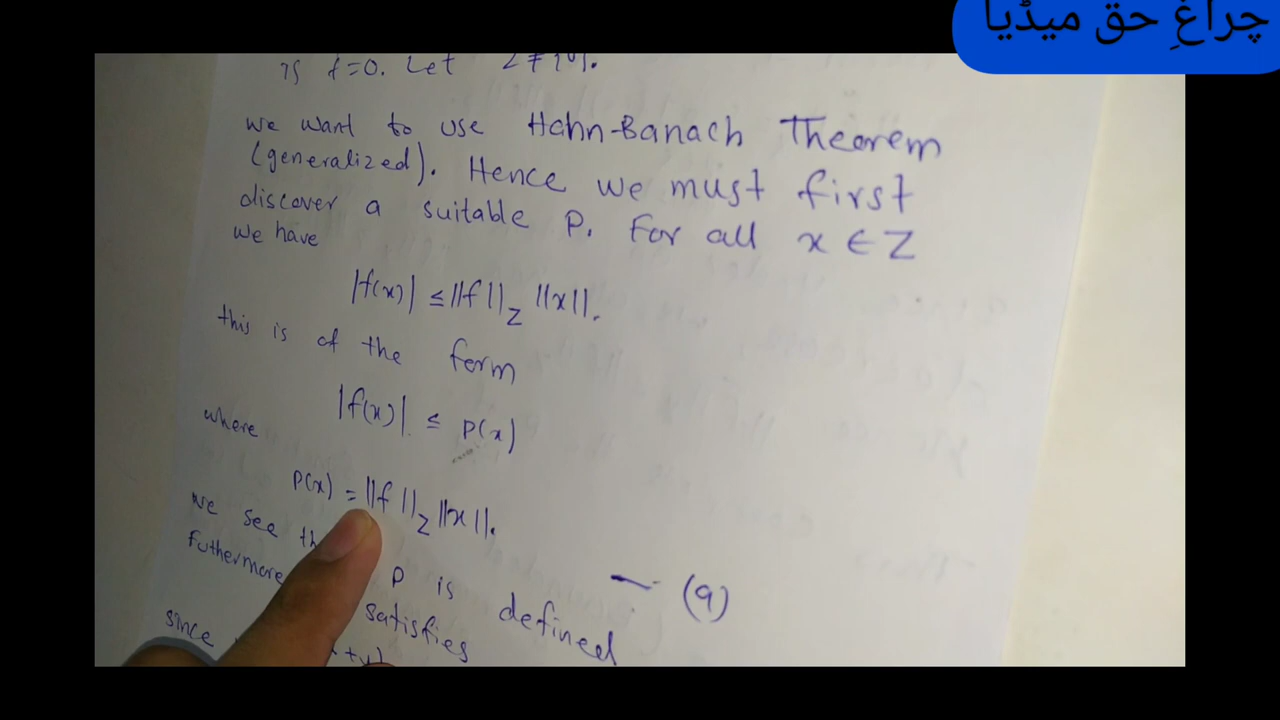 چراغِ حق میڈیا
is f=0. Let Z≠{0}.
we want to use Hahn-Banach Theorem
(generalized). Hence we must first
discover a suitable p. For all x ∈ Z
we have
|f(x)| ≤ ||f||_Z ||x||.
this is of the form
|f(x)| ≤ p(x)
where
p(x) = ||f||_Z ||x||.
we see p is defined
(9)
Futhermore satisfies
since